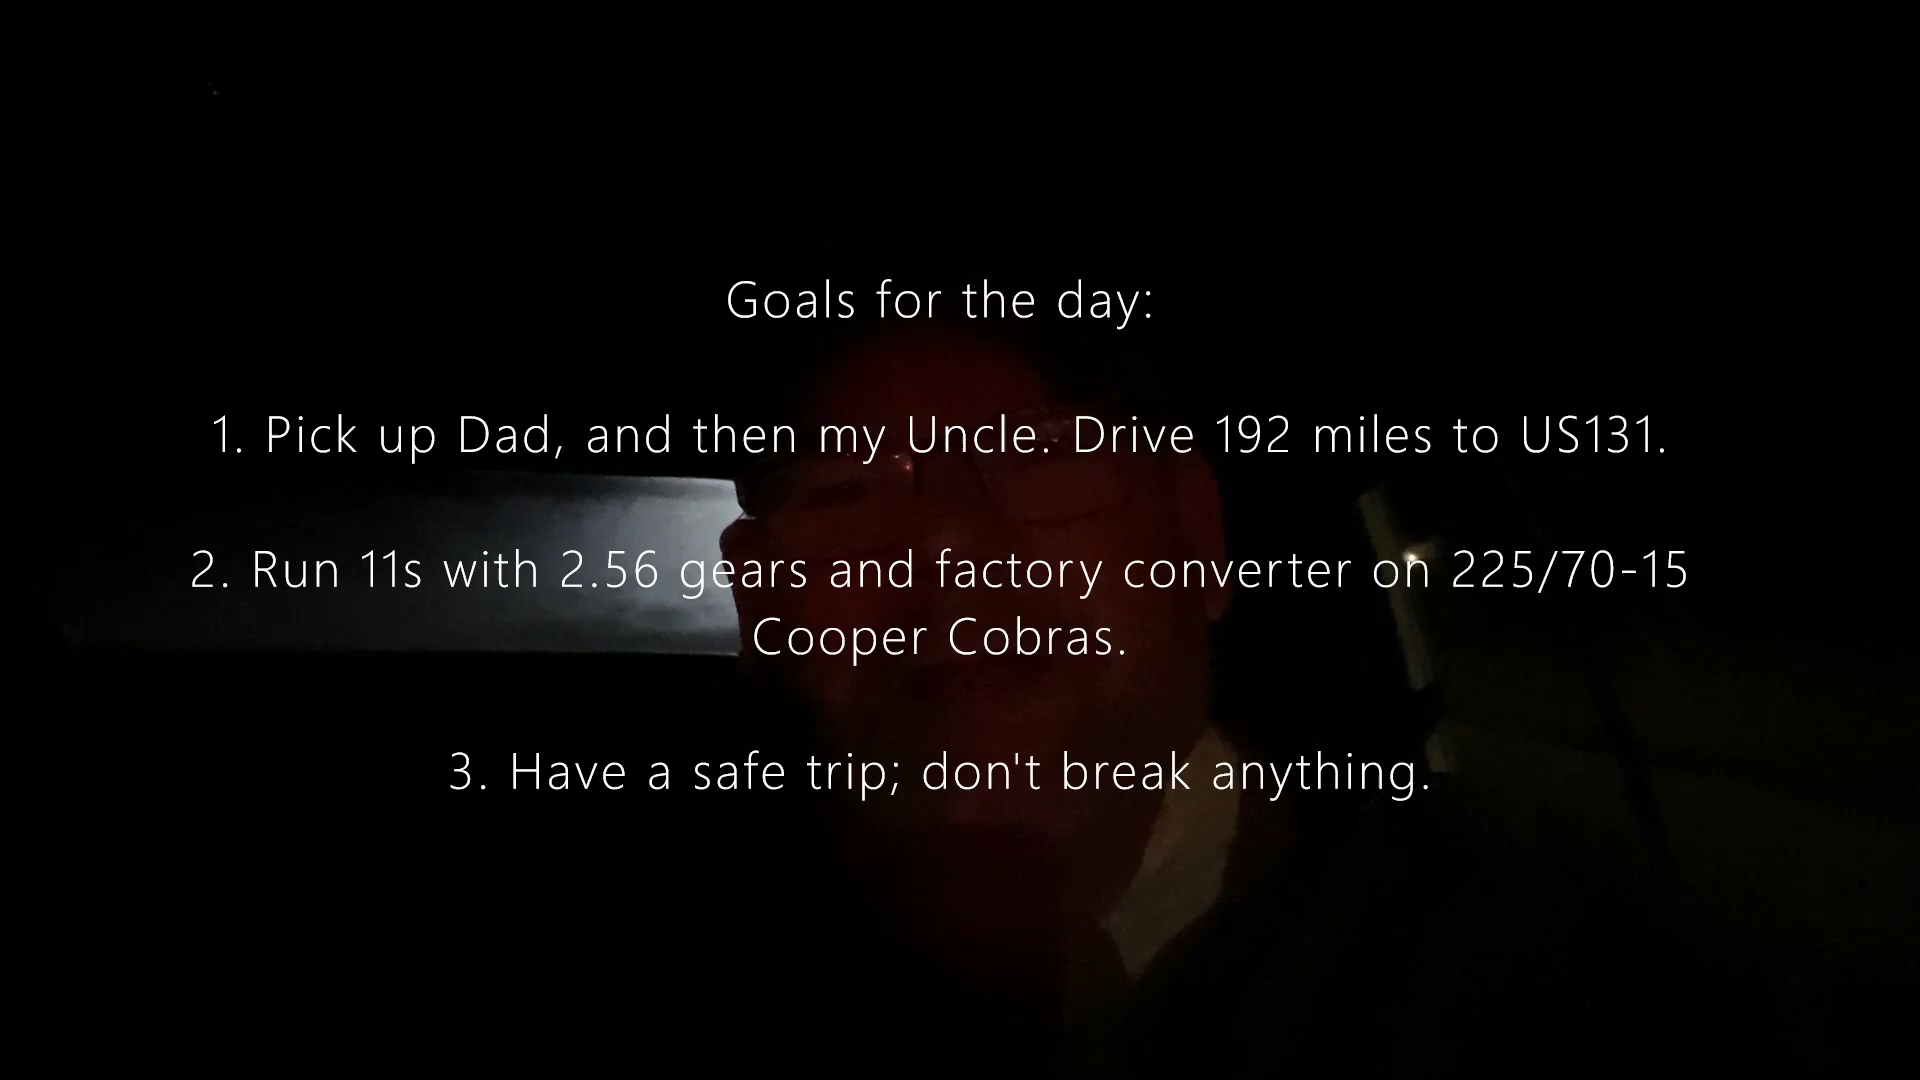 Goals for the day:
1. Pick up Dad, and then my Uncle. Drive 192 miles to US131.
2. Run 11s with 2.56 gears and factory converter on 225/70-15
Cooper Cobras.
3. Have a safe trip; don't break anything.